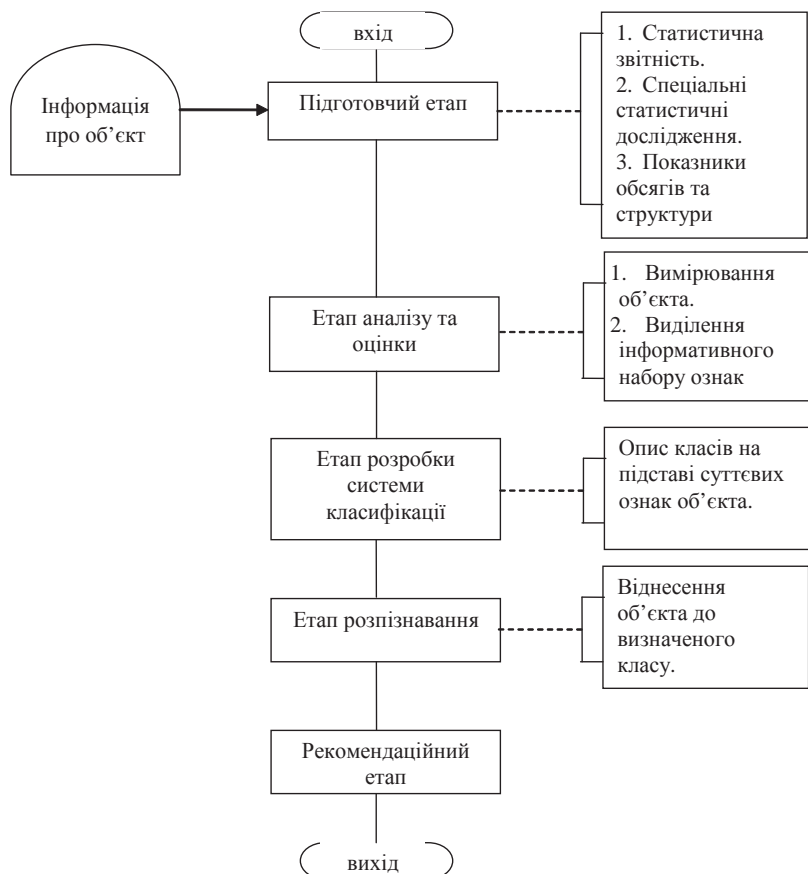 вхід
Інформація
про об’єкт
Підготовчий етап
1. Статистична
звітність.
2. Спеціальні
статистичні
дослідження.
3. Показники
обсягів та
структури
Етап аналізу та
оцінки
1. Вимірювання
об’єкта.
2. Виділення
інформативного
набору ознак
Етап розробки
системи
класифікації
Опис класів на
підставі суттєвих
ознак об’єкта.
Етап розпізнавання
Віднесення
об’єкта до
визначеного
класу.
Рекомендаційний
етап
вихід